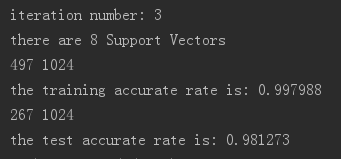 iteration number: 3
there are 8 Support Vectors
497 1024
the training accurate rate is: 0.997988
267 1024
the test accurate rate is: 0.981273